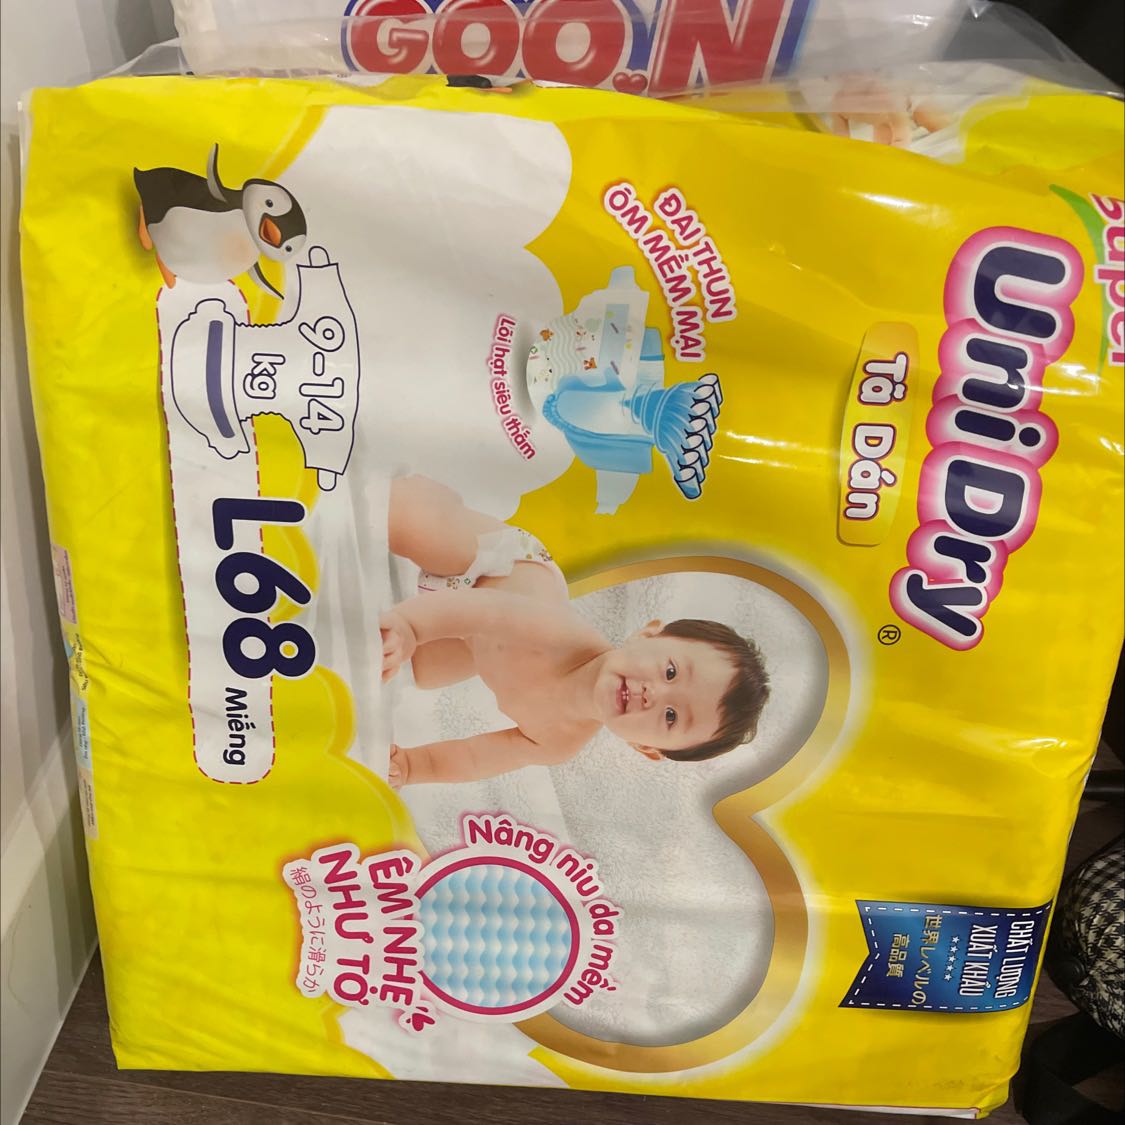 GOO.N
Super
UniDry®
Tã Dán
ĐAI THUN
ÔM MỀM MẠI
Lõi hạt siêu thấm
CHẤT LƯỢNG
XUẤT KHẨU
★★★★★
世界レベルの
高品質
9-14
kg
L68 Miếng
Nâng niu da mềm
ÊM NHẸ
NHƯ TƠ
絹のように滑らか